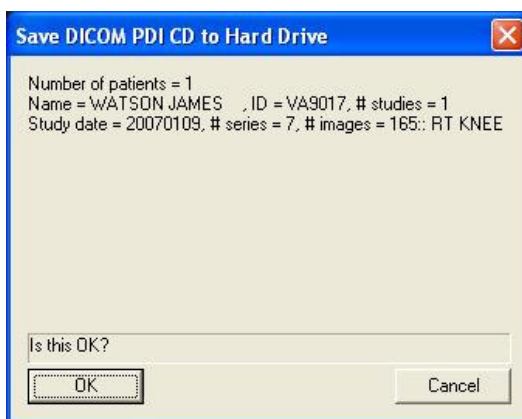 Save DICOM PDI CD to Hard Drive
Number of patients = 1
Name = WATSON JAMES    , ID = VA9017, # studies = 1
Study date = 20070109, # series = 7, # images = 165:: RT KNEE
Is this OK?
OK Cancel